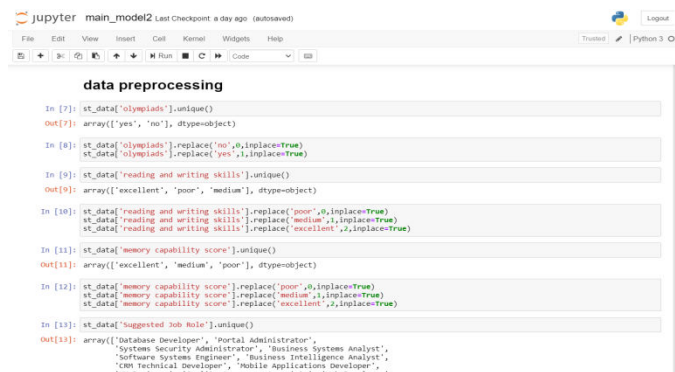 jupyter main_model2 Last Checkpoint: a day ago (autosaved)
Logout
File Edit View Insert Cell Kernel Widgets Help
Trusted Python 3
Run Code
data preprocessing
In [7]: st_data['olympiads'].unique()
Out[7]: array(['yes', 'no'], dtype=object)
In [8]: st_data['olympiads'].replace('no',0,inplace=True)
st_data['olympiads'].replace('yes',1,inplace=True)
In [9]: st_data['reading and writing skills'].unique()
Out[9]: array(['excellent', 'poor', 'medium'], dtype=object)
In [10]: st_data['reading and writing skills'].replace('poor',0,inplace=True)
st_data['reading and writing skills'].replace('medium',1,inplace=True)
st_data['reading and writing skills'].replace('excellent',2,inplace=True)
In [11]: st_data['memory capability score'].unique()
Out[11]: array(['excellent', 'medium', 'poor'], dtype=object)
In [12]: st_data['memory capability score'].replace('poor',0,inplace=True)
st_data['memory capability score'].replace('medium',1,inplace=True)
st_data['memory capability score'].replace('excellent',2,inplace=True)
In [13]: st_data['Suggested Job Role'].unique()
Out[13]: array(['Database Developer', 'Portal Administrator',
'Systems Security Administrator', 'Business Systems Analyst',
'Software Systems Engineer', 'Business Intelligence Analyst',
'CRM Technical Developer', 'Mobile Applications Developer',